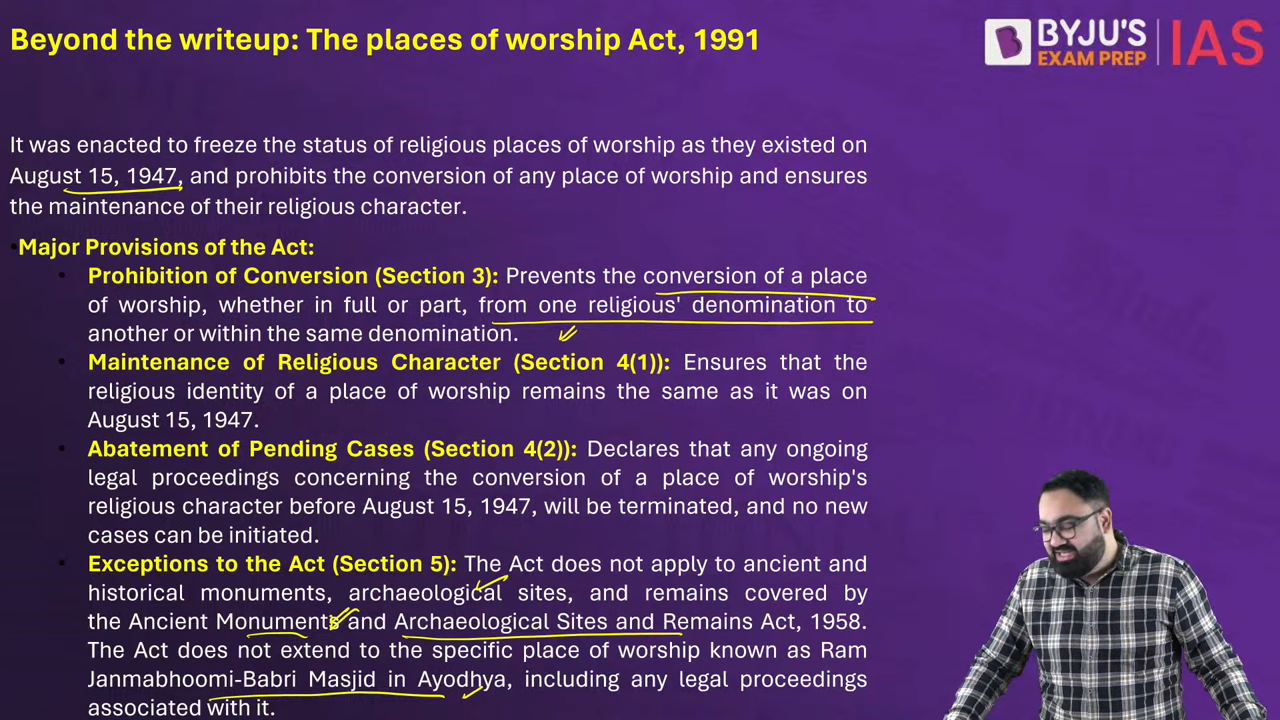 Beyond the writeup: The places of worship Act, 1991
BYJU'S
EXAM PREP
IAS
It was enacted to freeze the status of religious places of worship as they existed on
August 15, 1947, and prohibits the conversion of any place of worship and ensures
the maintenance of their religious character.
•Major Provisions of the Act:
• Prohibition of Conversion (Section 3): Prevents the conversion of a place
of worship, whether in full or part, from one religious' denomination to
another or within the same denomination.
• Maintenance of Religious Character (Section 4(1)): Ensures that the
religious identity of a place of worship remains the same as it was on
August 15, 1947.
• Abatement of Pending Cases (Section 4(2)): Declares that any ongoing
legal proceedings concerning the conversion of a place of worship's
religious character before August 15, 1947, will be terminated, and no new
cases can be initiated.
• Exceptions to the Act (Section 5): The Act does not apply to ancient and
historical monuments, archaeological sites, and remains covered by
the Ancient Monuments and Archaeological Sites and Remains Act, 1958.
The Act does not extend to the specific place of worship known as Ram
Janmabhoomi-Babri Masjid in Ayodhya, including any legal proceedings
associated with it.